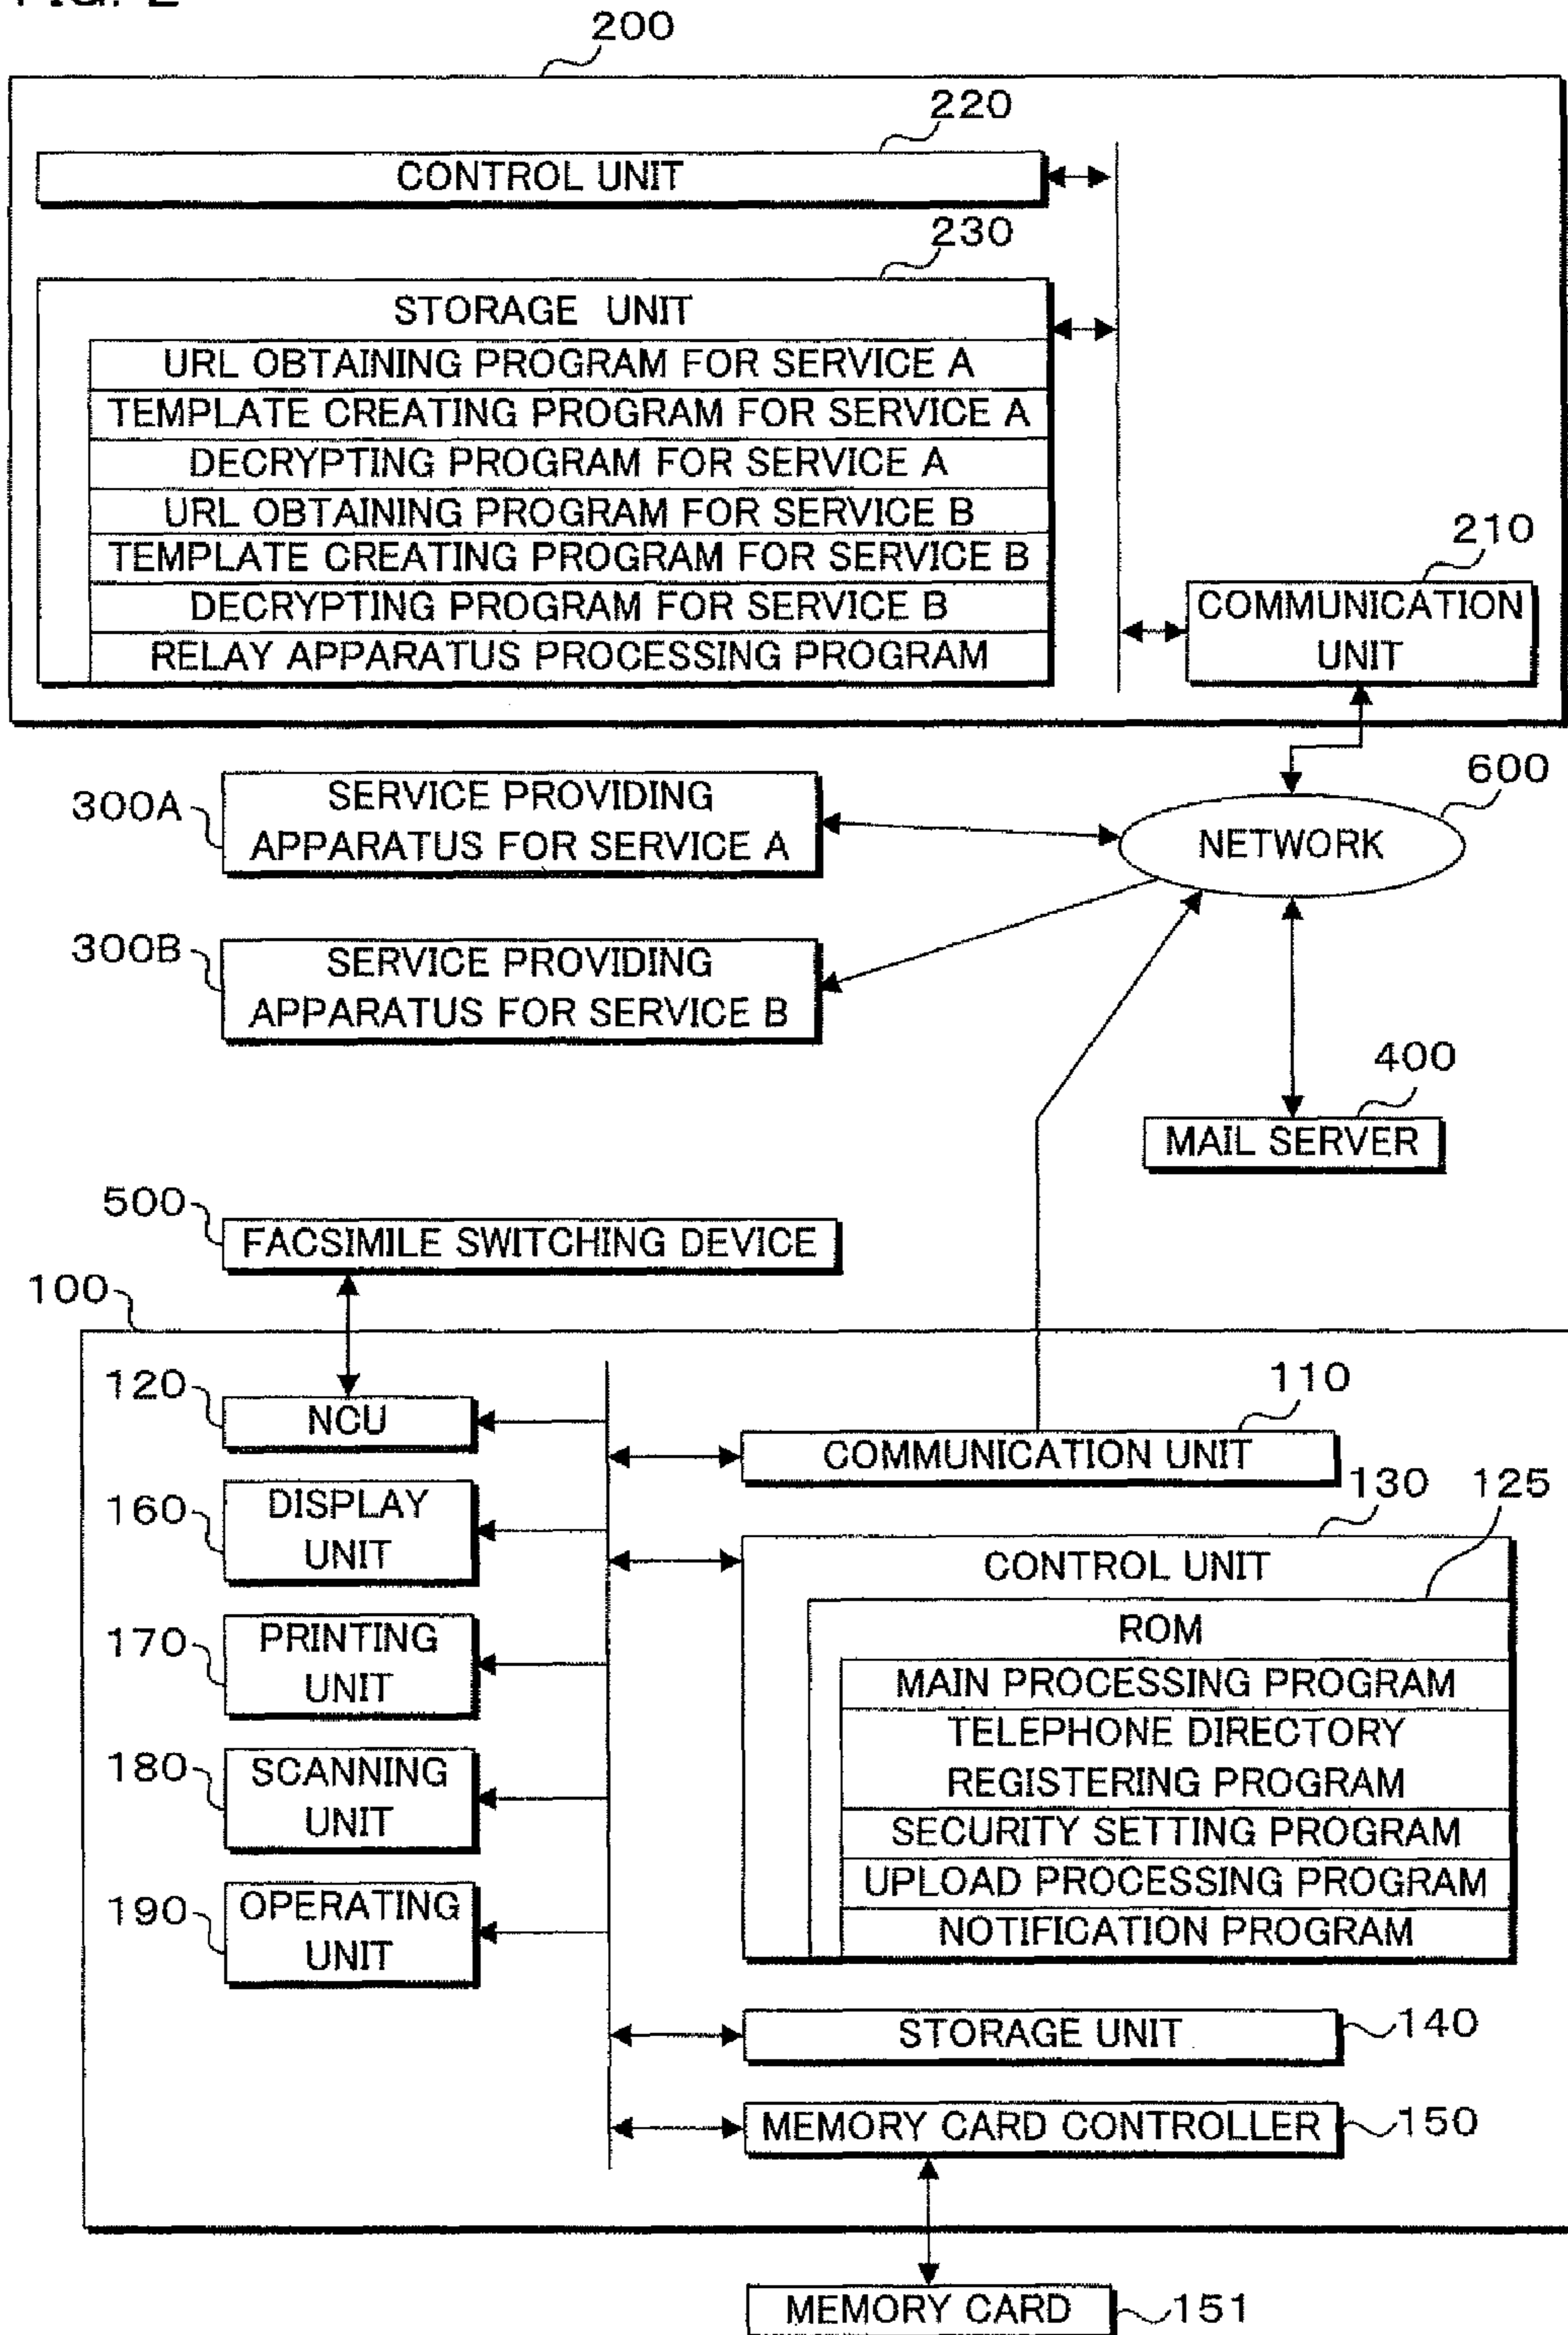 FIG. 2
200
220
CONTROL UNIT
230
STORAGE UNIT
URL OBTAINING PROGRAM FOR SERVICE A
TEMPLATE CREATING PROGRAM FOR SERVICE A
DECRYPTING PROGRAM FOR SERVICE A
URL OBTAINING PROGRAM FOR SERVICE B
TEMPLATE CREATING PROGRAM FOR SERVICE B
DECRYPTING PROGRAM FOR SERVICE B
RELAY APPARATUS PROCESSING PROGRAM
210
COMMUNICATION
UNIT
300A
SERVICE PROVIDING
APPARATUS FOR SERVICE A
600
NETWORK
300B
SERVICE PROVIDING
APPARATUS FOR SERVICE B
400
MAIL SERVER
500
FACSIMILE SWITCHING DEVICE
100
120
NCU
110
COMMUNICATION UNIT
160
DISPLAY
UNIT
130
125
CONTROL UNIT
ROM
MAIN PROCESSING PROGRAM
TELEPHONE DIRECTORY
REGISTERING PROGRAM
SECURITY SETTING PROGRAM
UPLOAD PROCESSING PROGRAM
NOTIFICATION PROGRAM
170
PRINTING
UNIT
180
SCANNING
UNIT
190
OPERATING
UNIT
STORAGE UNIT
140
MEMORY CARD CONTROLLER
150
MEMORY CARD
151